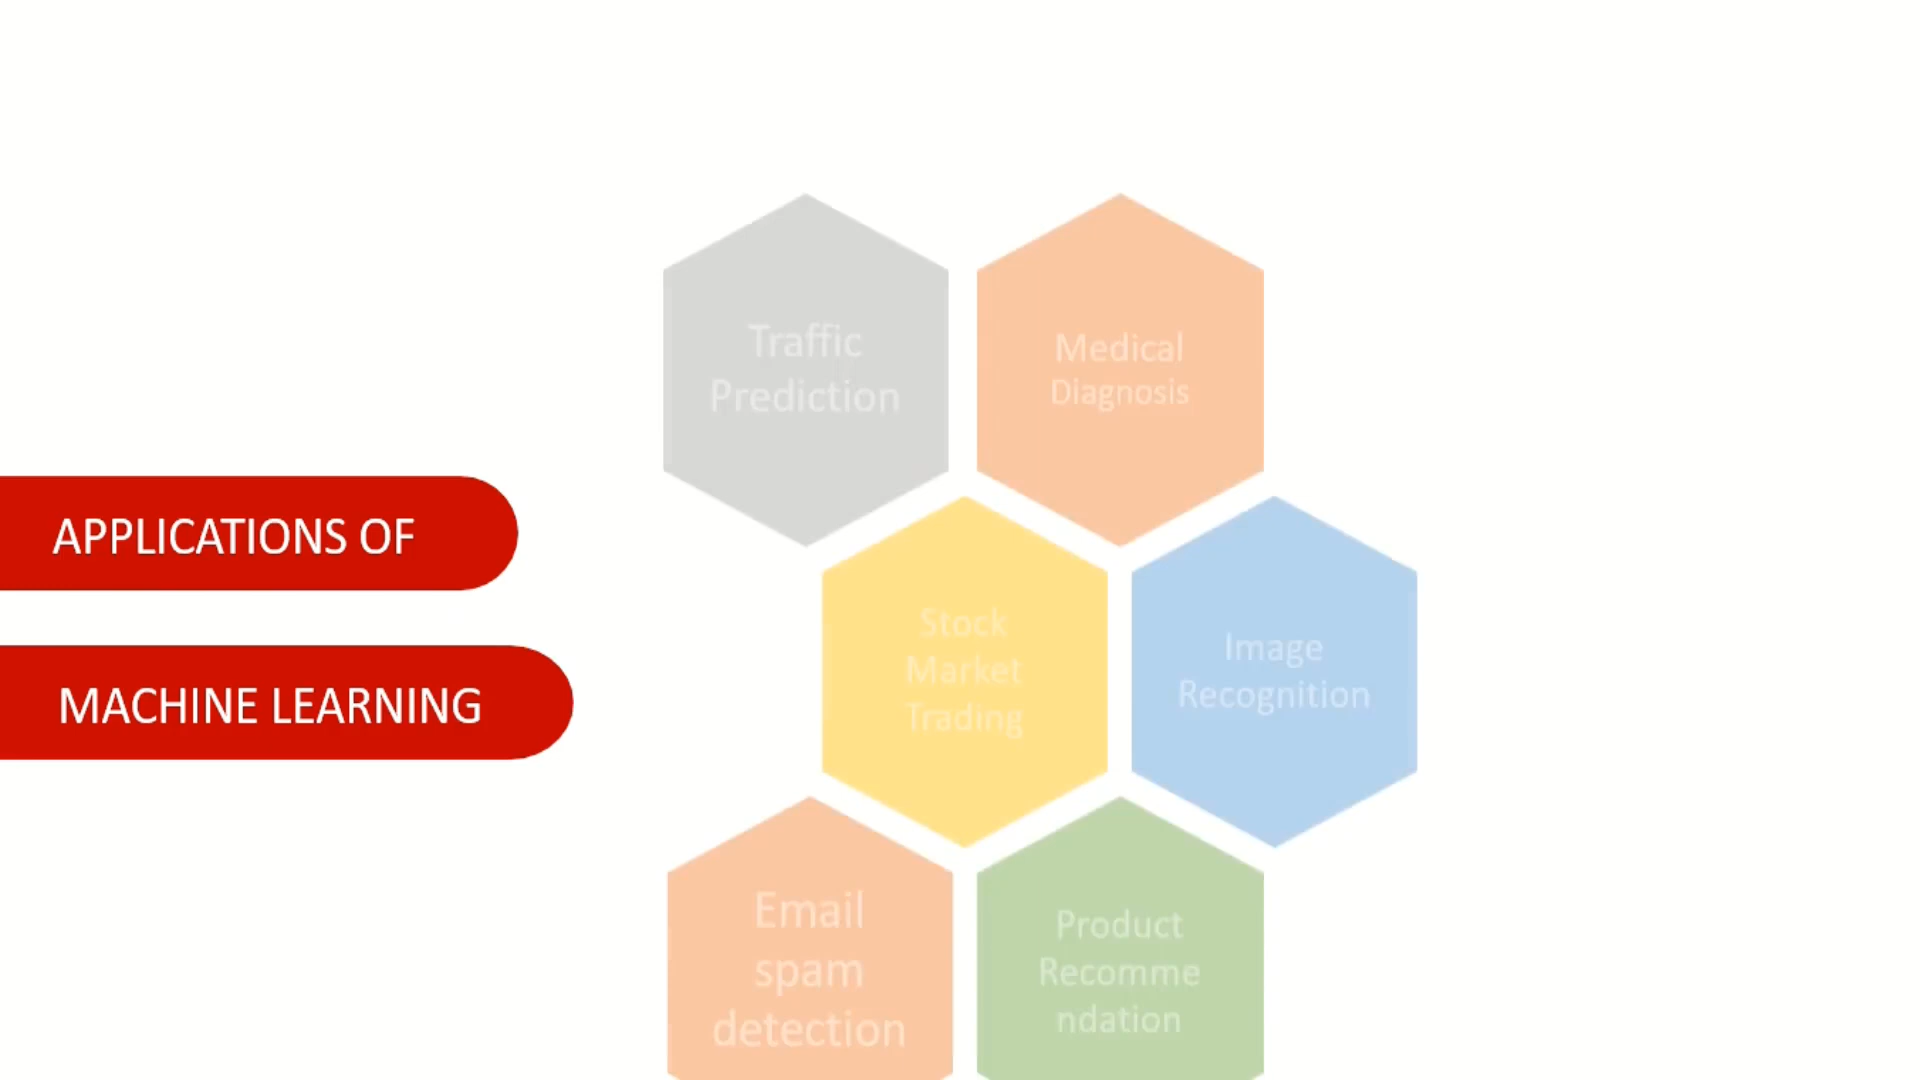 APPLICATIONS OF
MACHINE LEARNING
Traffic
Prediction
Medical
Diagnosis
Stock
Market
Trading
Image
Recognition
Email
spam
detection
Product
Recomme
ndation